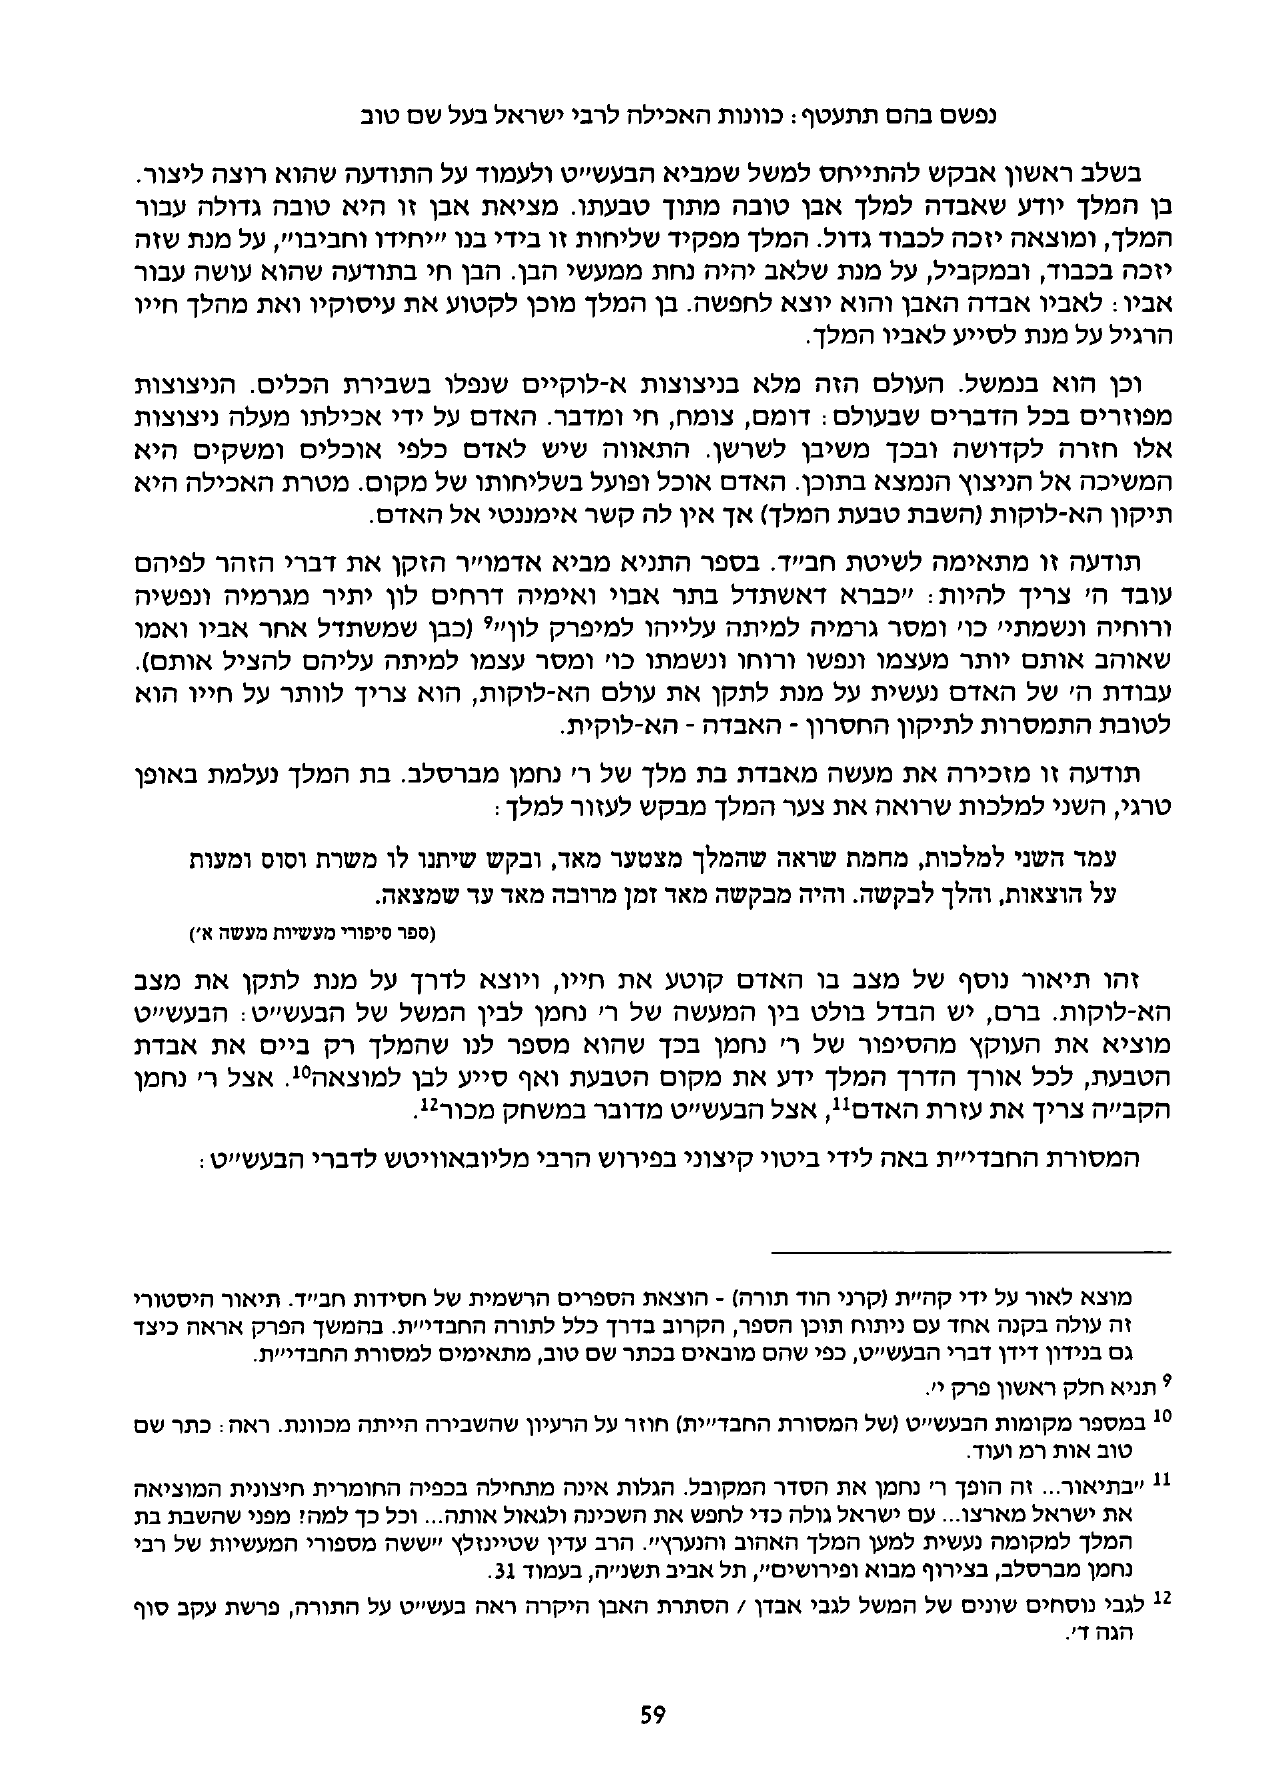 נפשם בהם תתעטף: כוונות האכילה לרבי ישראל בעל שם טוב
בשלב ראשון אבקש להתייחס למשל שמביא הבעש״ט ולעמוד על התודעה שהוא רוצה ליצור.
בן המלך יודע שאבדה למלך אבן טובה מתוך טבעתו. מציאת אבן זו היא טובה גדולה עבור
המלך, ומוצאה יזכה לכבוד גדול. המלך מפקיד שליחות זו בידי בנו ״יחידו וחביבו״, על מנת שזה
יזכה בכבוד, ובמקביל, על מנת שלאב יהיה נחת ממעשי הבן. הבן חי בתודעה שהוא עושה עבור
אביו: לאביו אבדה האבן והוא יוצא לחפשה. בן המלך מוכן לקטוע את עיסוקיו ואת מהלך חייו
הרגיל על מנת לסייע לאביו המלך.
וכן הוא בנמשל. העולם הזה מלא בניצוצות א-לוקיים שנפלו בשבירת הכלים. הניצוצות
מפוזרים בכל הדברים שבעולם: דומם, צומח, חי ומדבר. האדם על ידי אכילתו מעלה ניצוצות
אלו חזרה לקדושה ובכך משיבן לשרשן. התאווה שיש לאדם כלפי אוכלים ומשקים היא
המשיכה אל הניצוץ הנמצא בתוכן. האדם אוכל ופועל בשליחותו של מקום. מטרת האכילה היא
תיקון הא-לוקות (השבת טבעת המלך) אך אין לה קשר אימננטי אל האדם.
תודעה זו מתאימה לשיטת חב״ד. בספר התניא מביא אדמו״ר הזקן את דברי הזהר לפיהם
עובד ה׳ צריך להיות: ״כברא דאשתדל בתר אבוי ואימיה דרחים לון יתיר מגרמיה ונפשיה
ורוחיה ונשמתי׳ כו׳ ומסר גרמיה למיתה עלייהו למיפרק לון״9 (כבן שמשתדל אחר אביו ואמו
שאוהב אותם יותר מעצמו ונפשו ורוחו ונשמתו כו׳ ומסר עצמו למיתה עליהם להציל אותם).
עבודת ה׳ של האדם נעשית על מנת לתקן את עולם הא-לוקות, הוא צריך לוותר על חייו הוא
לטובת התמסרות לתיקון החסרון - האבדה - הא-לוקית.
תודעה זו מזכירה את מעשה מאבדת בת מלך של ר׳ נחמן מברסלב. בת המלך נעלמת באופן
טרגי, השני למלכות שרואה את צער המלך מבקש לעזור למלך:
עמד השני למלכות, מחמת שראה שהמלך מצטער מאד, ובקש שיתנו לו משרת וסוס ומעות
על הוצאות, והלך לבקשה. והיה מבקשה מאד זמן מרובה מאד עד שמצאה.
(ספר סיפורי מעשיות מעשה א׳)
זהו תיאור נוסף של מצב בו האדם קוטע את חייו, ויוצא לדרך על מנת לתקן את מצב
הא-לוקות. ברם, יש הבדל בולט בין המעשה של ר׳ נחמן לבין המשל של הבעש״ט: הבעש״ט
מוציא את העוקץ מהסיפור של ר׳ נחמן בכך שהוא מספר לנו שהמלך רק ביים את אבדת
הטבעת, לכל אורך הדרך המלך ידע את מקום הטבעת ואף סייע לבן למוצאה10. אצל ר׳ נחמן
הקב״ה צריך את עזרת האדם11, אצל הבעש״ט מדובר במשחק מכור12.
המסורת החבדי״ת באה לידי ביטוי קיצוני בפירוש הרבי מליובאוויטש לדברי הבעש״ט:
מוצא לאור על ידי קה״ת (קרני הוד תורה) - הוצאת הספרים הרשמית של חסידות חב״ד. תיאור היסטורי
זה עולה בקנה אחד עם ניתוח תוכן הספר, הקרוב בדרך כלל לתורה החבדי״ת. בהמשך הפרק אראה כיצד
גם בנידון דידן דברי הבעש״ט, כפי שהם מובאים בכתר שם טוב, מתאימים למסורת החבדי״ת.
9 תניא חלק ראשון פרק י׳.
10 במספר מקומות הבעש״ט (של המסורת החבדי״ת) חוזר על הרעיון שהשבירה הייתה מכוונת. ראה: כתר שם
טוב אות רמ ועוד.
11 ״בתיאור... זה הופך ר׳ נחמן את הסדר המקובל. הגלות אינה מתחילה בכפיה החומרית חיצונית המוציאה
את ישראל מארצו... עם ישראל גולה כדי לחפש את השכינה ולגאול אותה... וכל כך למה? מפני שהשבת בת
המלך למקומה נעשית למען המלך האהוב והנערץ״. הרב עדין שטיינזלץ ״ששה מספורי המעשיות של רבי
נחמן מברסלב, בצירוף מבוא ופירושים״, תל אביב תשנ״ה, בעמוד 31.
12 לגבי נוסחים שונים של המשל לגבי אבדן / הסתרת האבן היקרה ראה בעש״ט על התורה, פרשת עקב סוף
הגה ד׳.
59